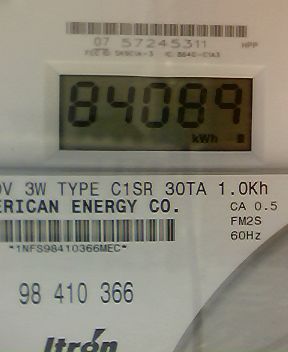 07 57245311 HPP
84089
kWh
V 3W TYPE C1SR 30TA 1.0Kh
ERICAN ENERGY CO. CA 0.5
FM2S
60Hz
*1NFS98410366MEC*
98 410 366
Itron